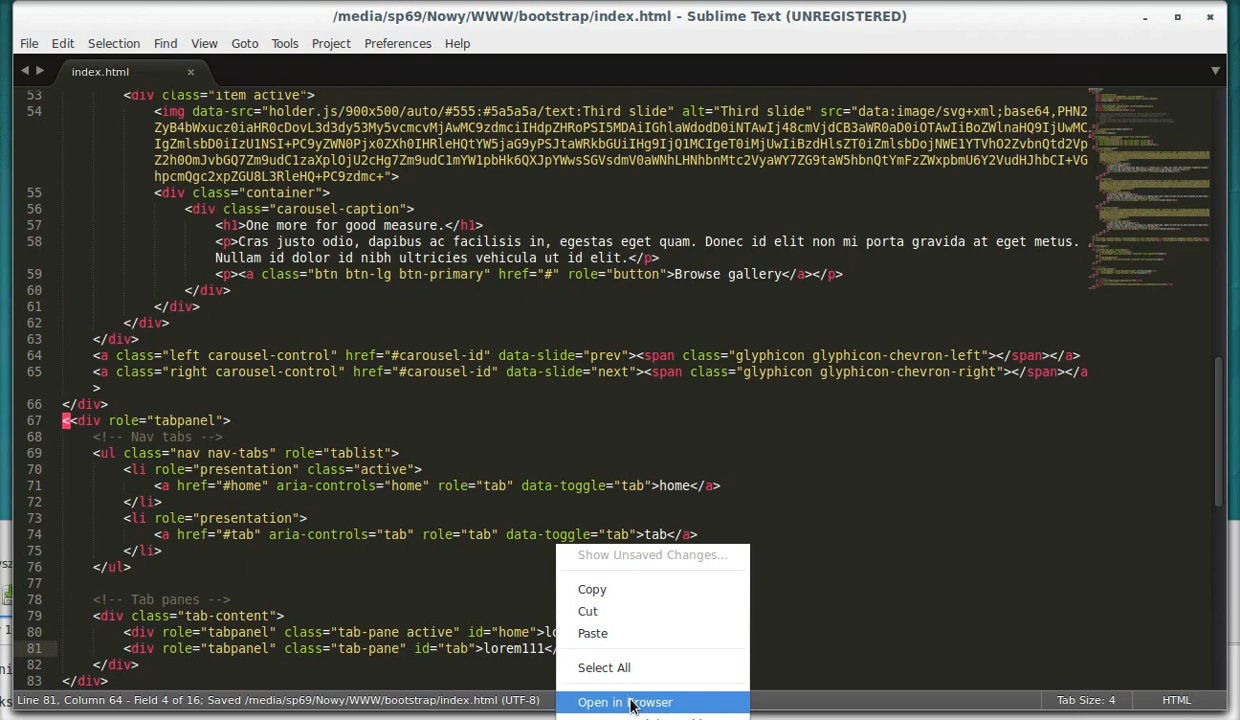 /media/sp69/Nowy/WWW/bootstrap/index.html - Sublime Text (UNREGISTERED)
File Edit Selection Find View Goto Tools Project Preferences Help
index.html
53 <div class="item active">
54 <img data-src="holder.js/900x500/auto/#555:#5a5a5a/text:Third slide" alt="Third slide" src="data:image/svg+xml;base64,PHN2
55 <div class="container">
56 <div class="carousel-caption">
57 <h1>One more for good measure.</h1>
58 <p>Cras justo odio, dapibus ac facilisis in, egestas eget quam. Donec id elit non mi porta gravida at eget metus.
Nullam id dolor id nibh ultricies vehicula ut id elit.</p>
59 <p><a class="btn btn-lg btn-primary" href="#" role="button">Browse gallery</a></p>
60 </div>
61 </div>
62 </div>
63 </div>
64 <a class="left carousel-control" href="#carousel-id" data-slide="prev"><span class="glyphicon glyphicon-chevron-left"></span></a>
65 <a class="right carousel-control" href="#carousel-id" data-slide="next"><span class="glyphicon glyphicon-chevron-right"></span></a
>
66 </div>
67 <<div role="tabpanel">
68 <!-- Nav tabs -->
69 <ul class="nav nav-tabs" role="tablist">
70 <li role="presentation" class="active">
71 <a href="#home" aria-controls="home" role="tab" data-toggle="tab">home</a>
72 </li>
73 <li role="presentation">
74 <a href="#tab" aria-controls="tab" role="tab" data-toggle="tab">tab</a>
75 </li>
76 </ul>
77
78 <!-- Tab panes -->
79 <div class="tab-content">
80 <div role="tabpanel" class="tab-pane active" id="home">lo
81 <div role="tabpanel" class="tab-pane" id="tab">lorem111</
82 </div>
83 </div>
Show Unsaved Changes...
Copy
Cut
Paste
Select All
Open in Browser
Line 81, Column 64 - Field 4 of 16; Saved /media/sp69/Nowy/WWW/bootstrap/index.html (UTF-8) Tab Size: 4 HTML